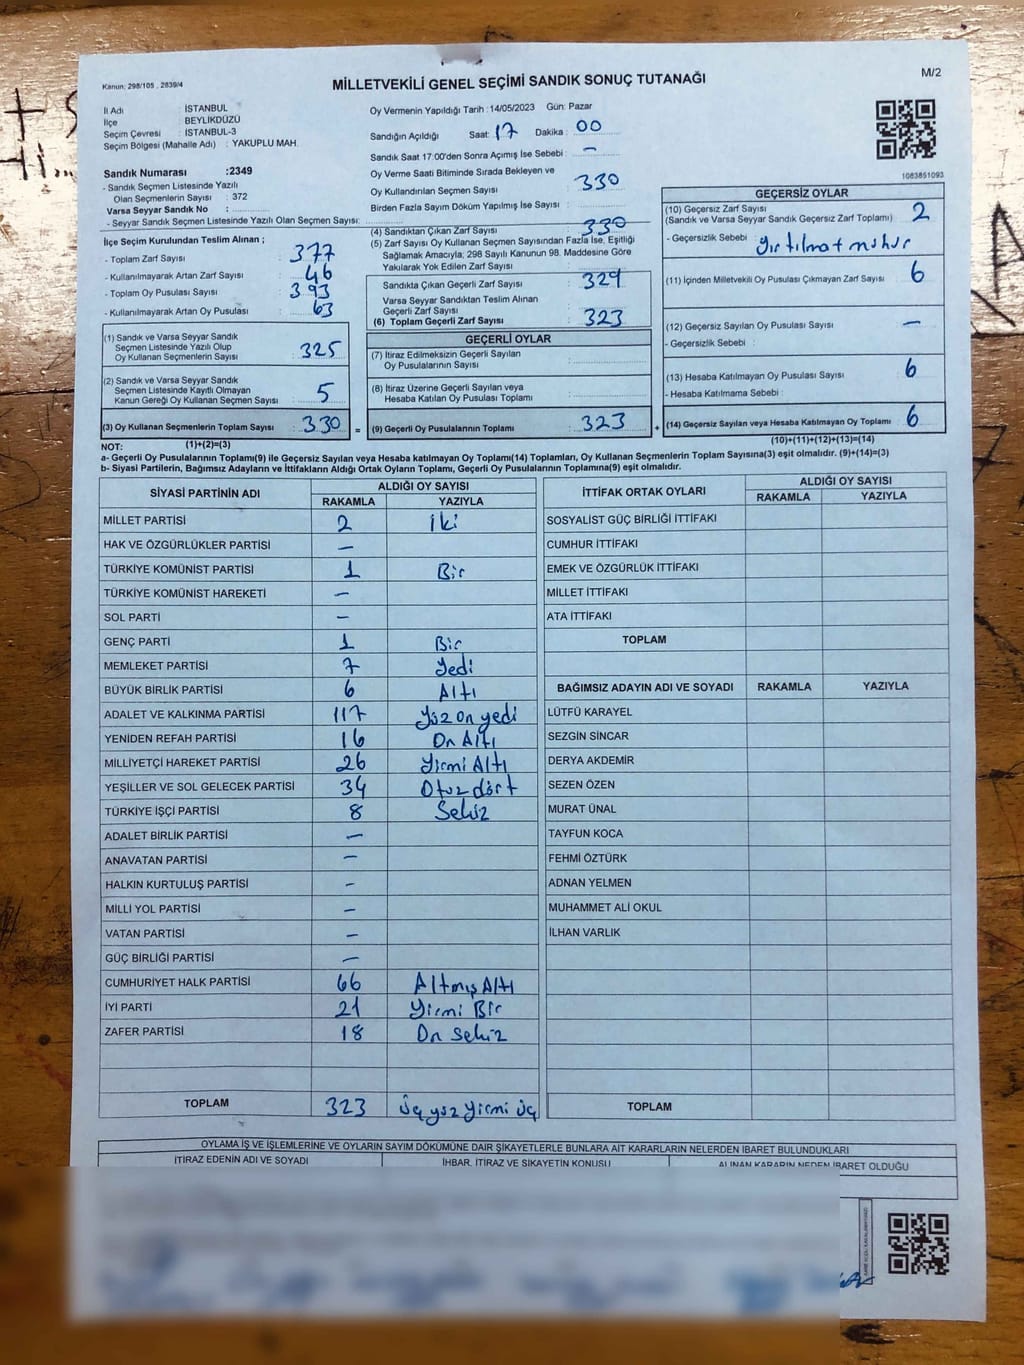 Kanun: 298/105 , 2839/4
MİLLETVEKİLİ GENEL SEÇİMİ SANDIK SONUÇ TUTANAĞI
M/2
İl Adı : İSTANBUL
İlçe : BEYLİKDÜZÜ
Seçim Çevresi : İSTANBUL-3
Seçim Bölgesi (Mahalle Adı) : YAKUPLU MAH.
Sandık Numarası :2349
- Sandık Seçmen Listesinde Yazılı
Olan Seçmenlerin Sayısı : 372
Varsa Seyyar Sandık No :
- Seyyar Sandık Seçmen Listesinde Yazılı Olan Seçmen Sayısı:
İlçe Seçim Kurulundan Teslim Alınan ;
- Toplam Zarf Sayısı : 377
- Kullanılmayarak Artan Zarf Sayısı : 46
- Toplam Oy Pusulası Sayısı : 393
- Kullanılmayarak Artan Oy Pusulası : 63
(1) Sandık ve Varsa Seyyar Sandık
Seçmen Listesinde Yazılı Olup
Oy Kullanan Seçmenlerin Sayısı : 325
(2) Sandık ve Varsa Seyyar Sandık
Seçmen Listesinde Kayıtlı Olmayan
Kanun Gereği Oy Kullanan Seçmen Sayısı : 5
(3) Oy Kullanan Seçmenlerin Toplam Sayısı : 330 =
Oy Vermenin Yapıldığı Tarih : 14/05/2023 Gün: Pazar
Sandığın Açıldığı Saat: 17 Dakika : 00
Sandık Saat 17:00'den Sonra Açılmış İse Sebebi : –
Oy Verme Saati Bitiminde Sırada Bekleyen ve
Oy Kullandırılan Seçmen Sayısı : 330
Birden Fazla Sayım Döküm Yapılmış İse Sayısı :
(4) Sandıktan Çıkan Zarf Sayısı : 330
(5) Zarf Sayısı Oy Kullanan Seçmen Sayısından Fazla İse, Eşitliği
Sağlamak Amacıyla; 298 Sayılı Kanunun 98. Maddesine Göre
Yakılarak Yok Edilen Zarf Sayısı :
Sandıkta Çıkan Geçerli Zarf Sayısı : 329
Varsa Seyyar Sandıktan Teslim Alınan
Geçerli Zarf Sayısı :
(6) Toplam Geçerli Zarf Sayısı : 323
GEÇERLİ OYLAR
(7) İtiraz Edilmeksizin Geçerli Sayılan
Oy Pusulalarının Sayısı :
(8) İtiraz Üzerine Geçerli Sayılan veya
Hesaba Katılan Oy Pusulası Toplamı :
(9) Geçerli Oy Pusulalarının Toplamı : 323 +
1083851093
GEÇERSİZ OYLAR
(10) Geçersiz Zarf Sayısı
(Sandık ve Varsa Seyyar Sandık Geçersiz Zarf Toplamı) : 2
- Geçersizlik Sebebi : yırtılmat mühür
(11) İçinden Milletvekili Oy Pusulası Çıkmayan Zarf Sayısı : 6
(12) Geçersiz Sayılan Oy Pusulası Sayısı : –
- Geçersizlik Sebebi :
(13) Hesaba Katılmayan Oy Pusulası Sayısı : 6
- Hesaba Katılmama Sebebi :
(14) Geçersiz Sayılan veya Hesaba Katılmayan Oy Toplamı : 6
NOT: (1)+(2)=(3) (10)+(11)+(12)+(13)=(14)
a- Geçerli Oy Pusulalarının Toplamı(9) ile Geçersiz Sayılan veya Hesaba katılmayan Oy Toplamı(14) Toplamları, Oy Kullanan Seçmenlerin Toplam Sayısına(3) eşit olmalıdır. (9)+(14)=(3)
b- Siyasi Partilerin, Bağımsız Adayların ve İttifakların Aldığı Ortak Oyların Toplamı, Geçerli Oy Pusulalarının Toplamına(9) eşit olmalıdır.
SİYASİ PARTİNİN ADI ALDIĞI OY SAYISI
RAKAMLA YAZIYLA
MİLLET PARTİSİ 2 iki
HAK VE ÖZGÜRLÜKLER PARTİSİ –
TÜRKİYE KOMÜNİST PARTİSİ 1 Bir
TÜRKİYE KOMÜNİST HAREKETİ –
SOL PARTİ –
GENÇ PARTİ 1 Bir
MEMLEKET PARTİSİ 7 Yedi
BÜYÜK BİRLİK PARTİSİ 6 Altı
ADALET VE KALKINMA PARTİSİ 117 Yüz on yedi
YENİDEN REFAH PARTİSİ 16 On Altı
MİLLİYETÇİ HAREKET PARTİSİ 26 Yirmi Altı
YEŞİLLER VE SOL GELECEK PARTİSİ 34 Otuz dört
TÜRKİYE İŞÇİ PARTİSİ 8 Sekiz
ADALET BİRLİK PARTİSİ –
ANAVATAN PARTİSİ –
HALKIN KURTULUŞ PARTİSİ –
MİLLİ YOL PARTİSİ –
VATAN PARTİSİ –
GÜÇ BİRLİĞİ PARTİSİ –
CUMHURİYET HALK PARTİSİ 66 Altmış Altı
İYİ PARTİ 21 Yirmi Bir
ZAFER PARTİSİ 18 On sekiz
TOPLAM 323 üç yüz yirmi üç
İTTİFAK ORTAK OYLARI ALDIĞI OY SAYISI
RAKAMLA YAZIYLA
SOSYALİST GÜÇ BİRLİĞİ İTTİFAKI
CUMHUR İTTİFAKI
EMEK VE ÖZGÜRLÜK İTTİFAKI
MİLLET İTTİFAKI
ATA İTTİFAKI
TOPLAM
BAĞIMSIZ ADAYIN ADI VE SOYADI RAKAMLA YAZIYLA
LÜTFÜ KARAYEL
SEZGİN SİNCAR
DERYA AKDEMİR
SEZEN ÖZEN
MURAT ÜNAL
TAYFUN KOCA
FEHMİ ÖZTÜRK
ADNAN YELMEN
MUHAMMET ALİ OKUL
İLHAN VARLIK
TOPLAM
OYLAMA İŞ VE İŞLEMLERİNE VE OYLARIN SAYIM DÖKÜMÜNE DAİR ŞİKAYETLERLE BUNLARA AİT KARARLARIN NELERDEN İBARET BULUNDUKLARI
İTİRAZ EDENİN ADI VE SOYADI İHBAR, İTİRAZ VE ŞİKAYETİN KONUSU ALINAN KARARIN NEDEN İBARET OLDUĞU